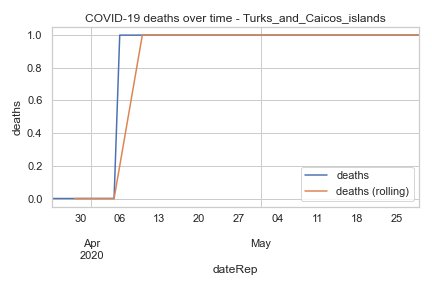 COVID-19 deaths over time - Turks_and_Caicos_islands
deaths
1.0
0.8
0.6
0.4
0.2
0.0
deaths
deaths (rolling)
30 06 13 20 27 04 11 18 25
Apr May
2020
dateRep